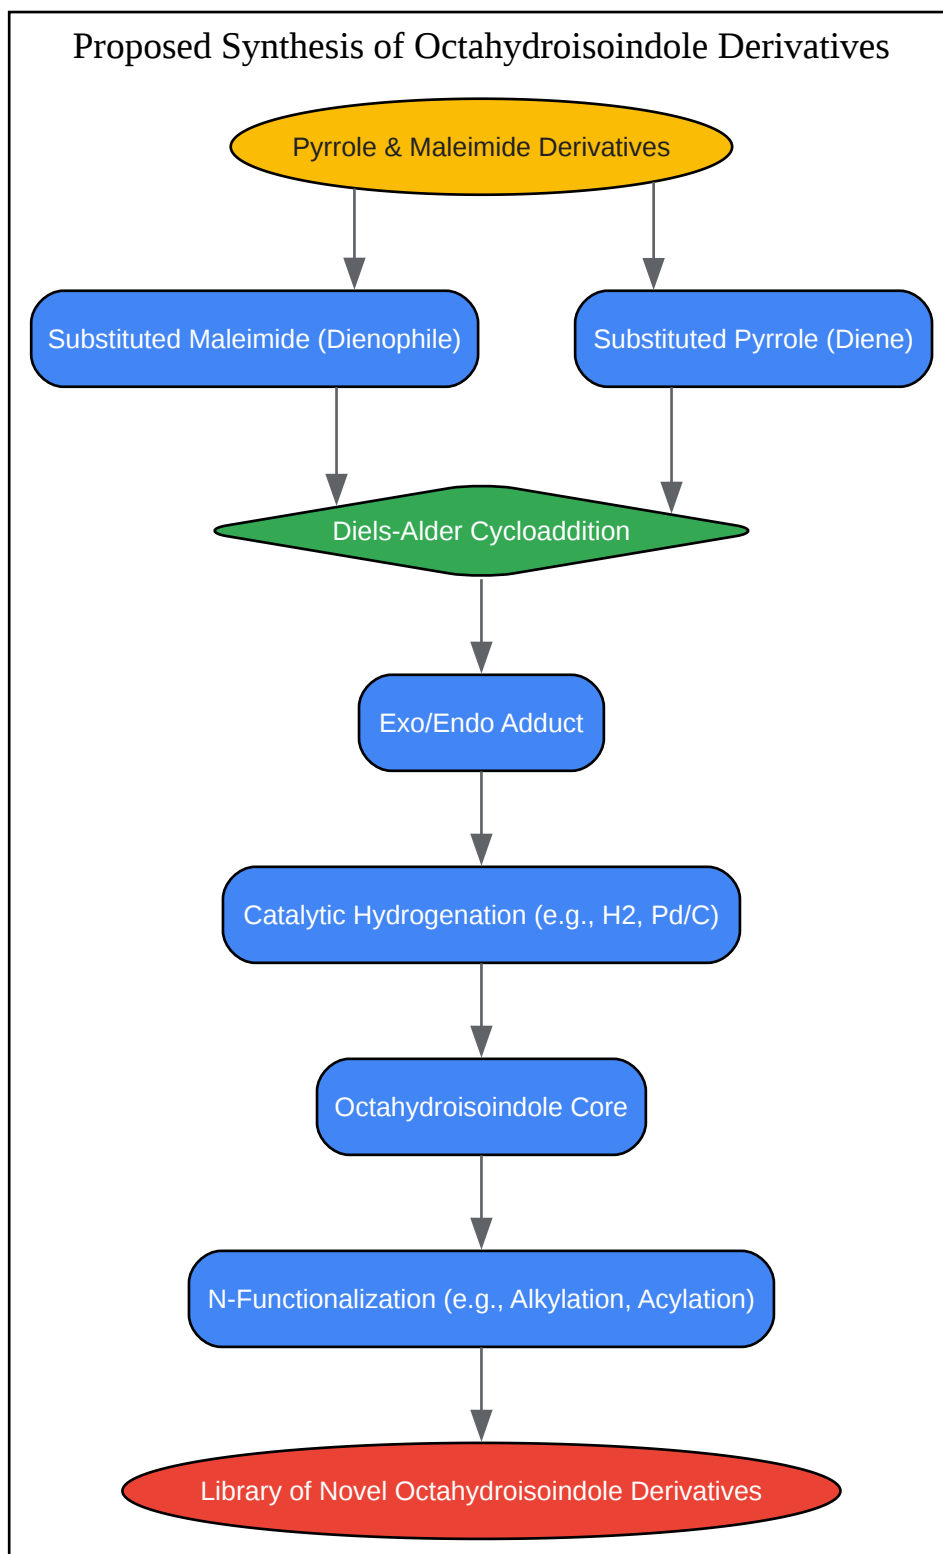 Proposed Synthesis of Octahydroisoindole Derivatives
Pyrrole & Maleimide Derivatives
Substituted Maleimide (Dienophile)
Substituted Pyrrole (Diene)
Diels-Alder Cycloaddition
Exo/Endo Adduct
Catalytic Hydrogenation (e.g., H2, Pd/C)
Octahydroisoindole Core
N-Functionalization (e.g., Alkylation, Acylation)
Library of Novel Octahydroisoindole Derivatives